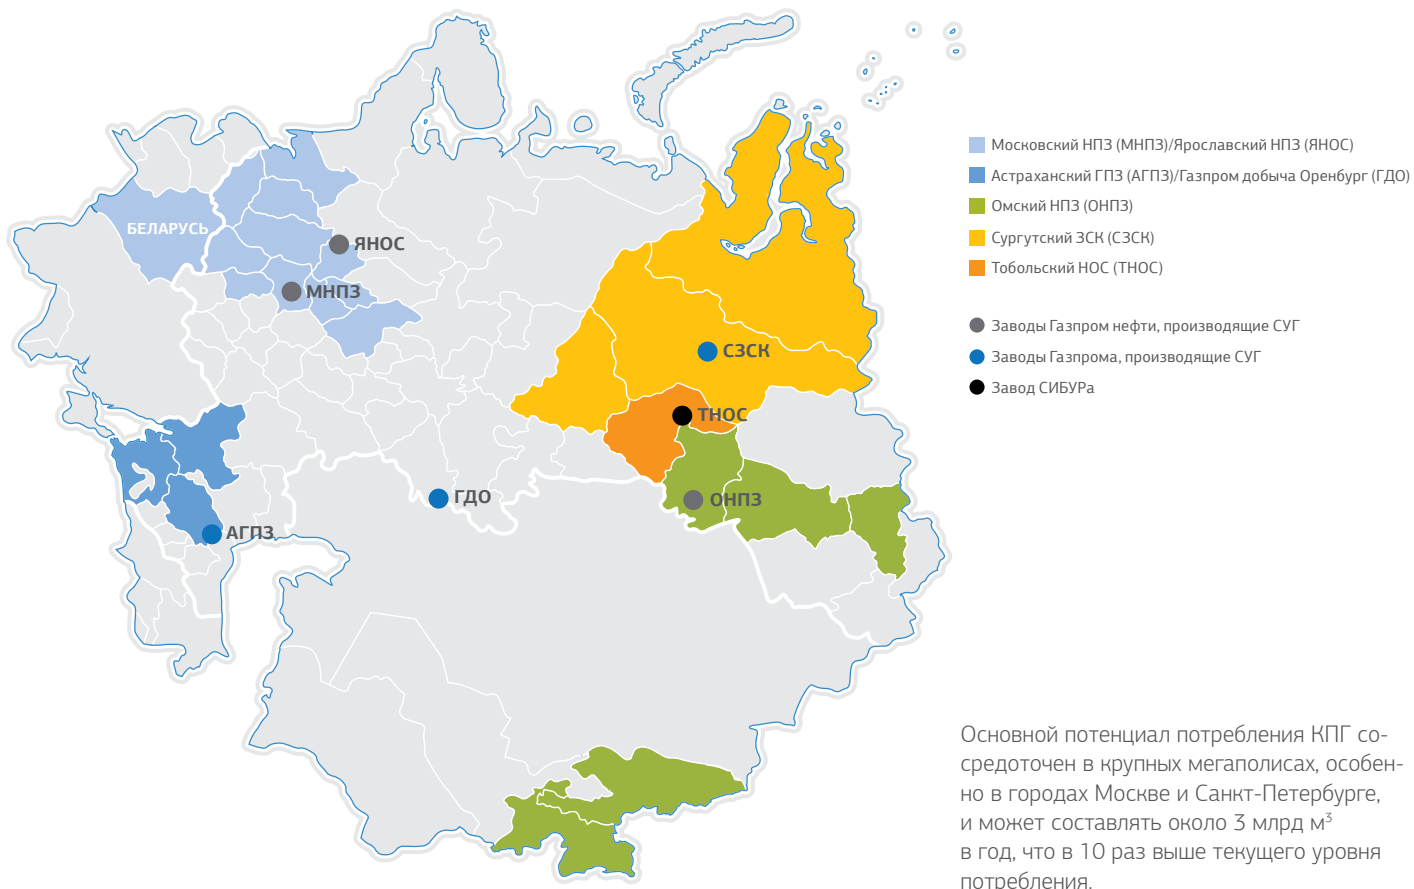 БЕЛАРУСЬ
ЯНОС
МНПЗ
СЗСК
ТНОС
ГДО
ОНПЗ
АГПЗ
Московский НПЗ (МНПЗ)/Ярославский НПЗ (ЯНОС)
Астраханский ГПЗ (АГПЗ)/Газпром добыча Оренбург (ГДО)
Омский НПЗ (ОНПЗ)
Сургутский ЗСК (СЗСК)
Тобольский НОС (ТНОС)
Заводы Газпром нефти, производящие СУГ
Заводы Газпрома, производящие СУГ
Завод СИБУРа
Основной потенциал потребления КПГ со-
средоточен в крупных мегаполисах, особен-
но в городах Москве и Санкт-Петербурге,
и может составлять около 3 млрд м³
в год, что в 10 раз выше текущего уровня
потребления.